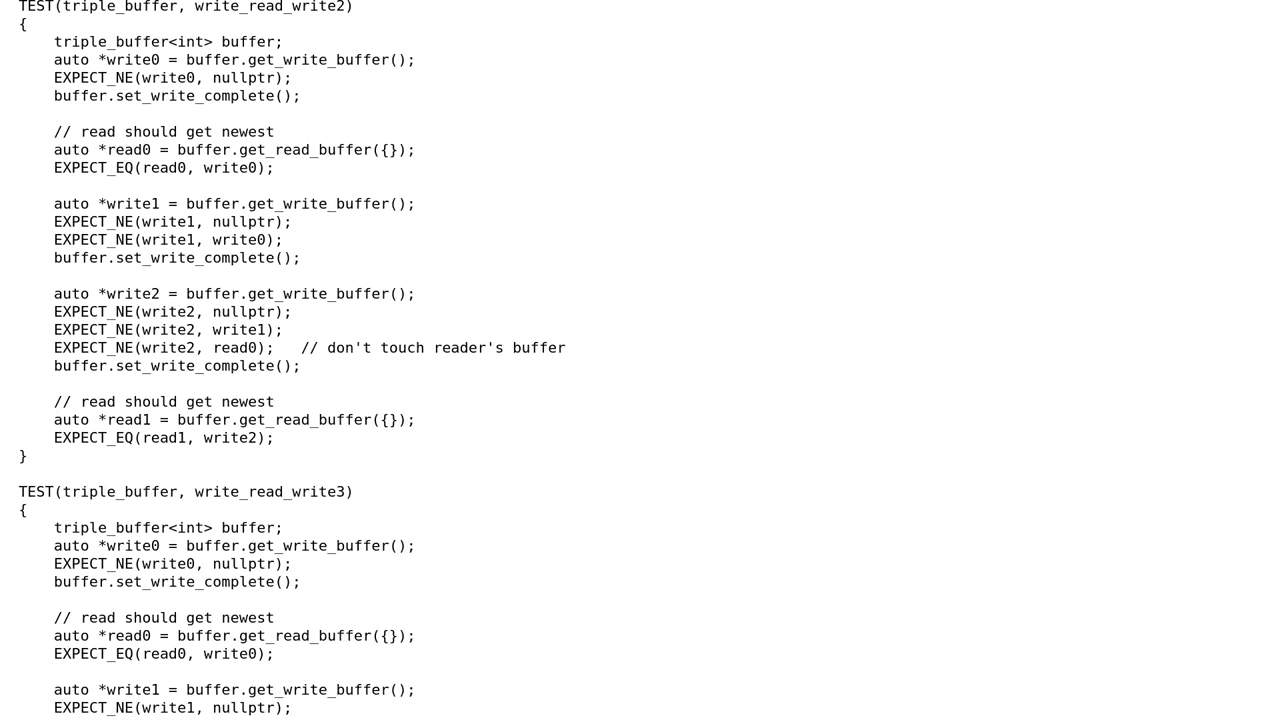 TEST(triple_buffer, write_read_write2)
{
    triple_buffer<int> buffer;
    auto *write0 = buffer.get_write_buffer();
    EXPECT_NE(write0, nullptr);
    buffer.set_write_complete();

    // read should get newest
    auto *read0 = buffer.get_read_buffer({});
    EXPECT_EQ(read0, write0);

    auto *write1 = buffer.get_write_buffer();
    EXPECT_NE(write1, nullptr);
    EXPECT_NE(write1, write0);
    buffer.set_write_complete();

    auto *write2 = buffer.get_write_buffer();
    EXPECT_NE(write2, nullptr);
    EXPECT_NE(write2, write1);
    EXPECT_NE(write2, read0);   // don't touch reader's buffer
    buffer.set_write_complete();

    // read should get newest
    auto *read1 = buffer.get_read_buffer({});
    EXPECT_EQ(read1, write2);
}

TEST(triple_buffer, write_read_write3)
{
    triple_buffer<int> buffer;
    auto *write0 = buffer.get_write_buffer();
    EXPECT_NE(write0, nullptr);
    buffer.set_write_complete();

    // read should get newest
    auto *read0 = buffer.get_read_buffer({});
    EXPECT_EQ(read0, write0);

    auto *write1 = buffer.get_write_buffer();
    EXPECT_NE(write1, nullptr);